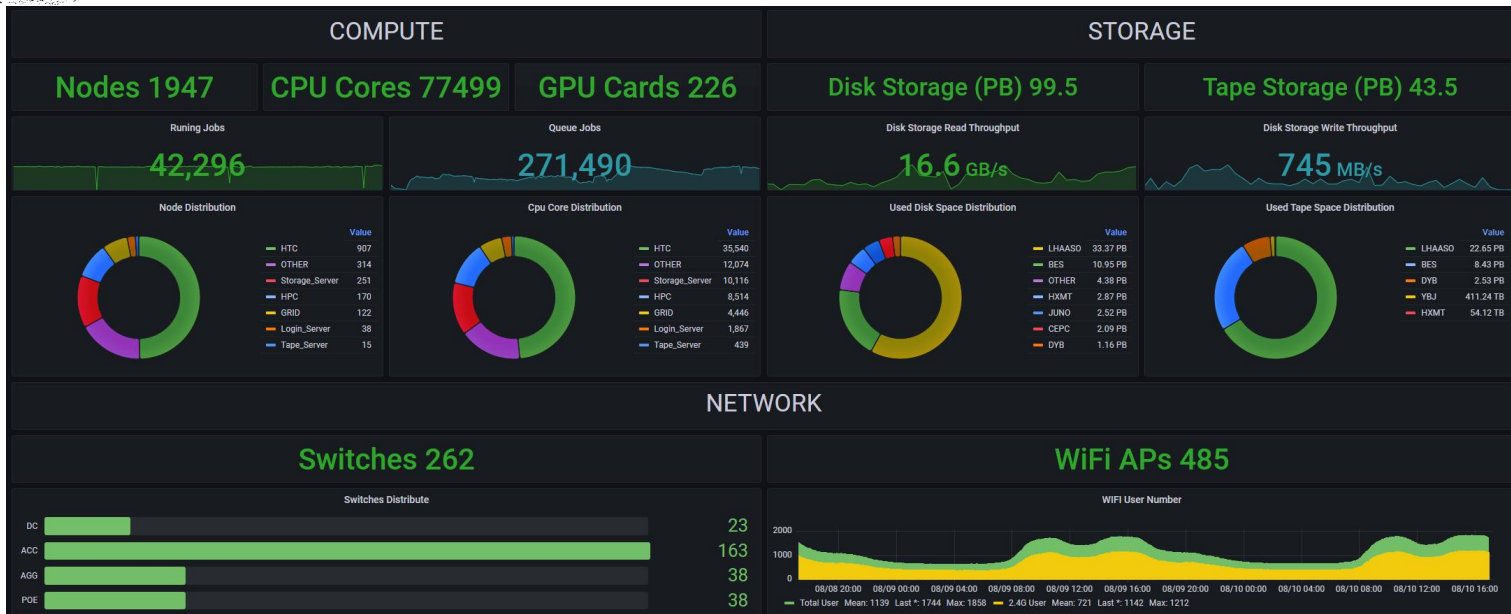 COMPUTE
STORAGE
Nodes 1947
CPU Cores 77499
GPU Cards 226
Disk Storage (PB) 99.5
Tape Storage (PB) 43.5
Runing Jobs
42,296
Queue Jobs
271,490
Disk Storage Read Throughput
16.6 GB/s
Disk Storage Write Throughput
745 MB/s
Node Distribution
Value
HTC 907
OTHER 314
Storage_Server 251
HPC 170
GRID 122
Login_Server 38
Tape_Server 15
Cpu Core Distribution
Value
HTC 35,540
OTHER 12,074
Storage_Server 10,116
HPC 8,514
GRID 4,446
Login_Server 1,867
Tape_Server 439
Used Disk Space Distribution
Value
LHAASO 33.37 PB
BES 10.95 PB
OTHER 4.38 PB
HXMT 2.87 PB
JUNO 2.52 PB
CEPC 2.09 PB
DYB 1.16 PB
Used Tape Space Distribution
Value
LHAASO 22.65 PB
BES 8.43 PB
DYB 2.53 PB
YBJ 411.24 TB
HXMT 54.12 TB
NETWORK
Switches 262
WiFi APs 485
Switches Distribute
DC 23
ACC 163
AGG 38
POE 38
WIFI User Number
2000
1000
0
08/08 20:00 08/09 00:00 08/09 04:00 08/09 08:00 08/09 12:00 08/09 16:00 08/09 20:00 08/10 00:00 08/10 04:00 08/10 08:00 08/10 12:00 08/10 16:00
Total User Mean: 1139 Last *: 1744 Max: 1858 2.4G User Mean: 721 Last *: 1142 Max: 1212